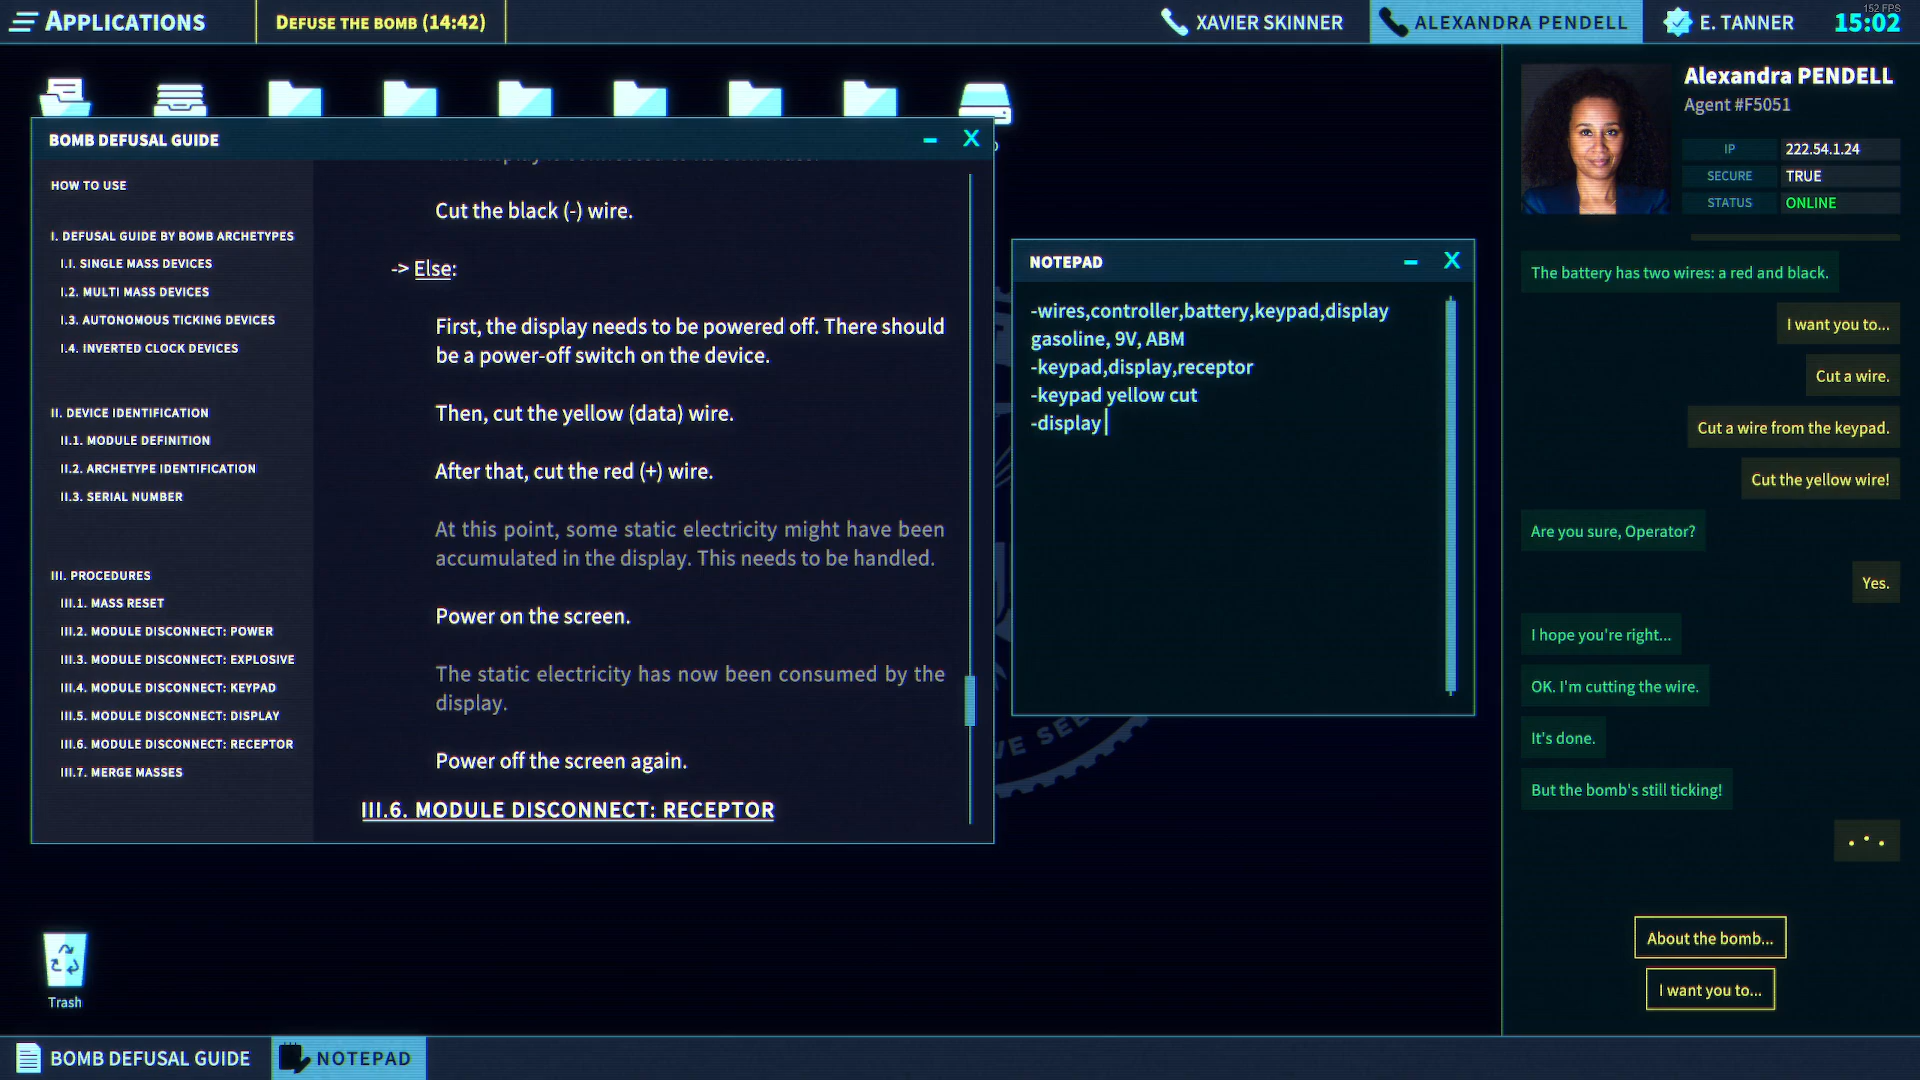 APPLICATIONS
DEFUSE THE BOMB (14:42)
XAVIER SKINNER
ALEXANDRA PENDELL
E. TANNER
152 FPS
15:02
BOMB DEFUSAL GUIDE
HOW TO USE
I. DEFUSAL GUIDE BY BOMB ARCHETYPES
I.I. SINGLE MASS DEVICES
I.2. MULTI MASS DEVICES
I.3. AUTONOMOUS TICKING DEVICES
I.4. INVERTED CLOCK DEVICES
II. DEVICE IDENTIFICATION
II.1. MODULE DEFINITION
II.2. ARCHETYPE IDENTIFICATION
II.3. SERIAL NUMBER
III. PROCEDURES
III.1. MASS RESET
III.2. MODULE DISCONNECT: POWER
III.3. MODULE DISCONNECT: EXPLOSIVE
III.4. MODULE DISCONNECT: KEYPAD
III.5. MODULE DISCONNECT: DISPLAY
III.6. MODULE DISCONNECT: RECEPTOR
III.7. MERGE MASSES
Cut the black (-) wire.
-> Else:
First, the display needs to be powered off. There should
be a power-off switch on the device.
Then, cut the yellow (data) wire.
After that, cut the red (+) wire.
At this point, some static electricity might have been
accumulated in the display. This needs to be handled.
Power on the screen.
The static electricity has now been consumed by the
display.
Power off the screen again.
III.6. MODULE DISCONNECT: RECEPTOR
NOTEPAD
-wires,controller,battery,keypad,display
gasoline, 9V, ABM
-keypad,display,receptor
-keypad yellow cut
-display
VE SEC
Alexandra PENDELL
Agent #F5051
IP 222.54.1.24
SECURE TRUE
STATUS ONLINE
The battery has two wires: a red and black.
I want you to...
Cut a wire.
Cut a wire from the keypad.
Cut the yellow wire!
Are you sure, Operator?
Yes.
I hope you're right...
OK. I'm cutting the wire.
It's done.
But the bomb's still ticking!
...
About the bomb...
I want you to...
Trash
BOMB DEFUSAL GUIDE
NOTEPAD